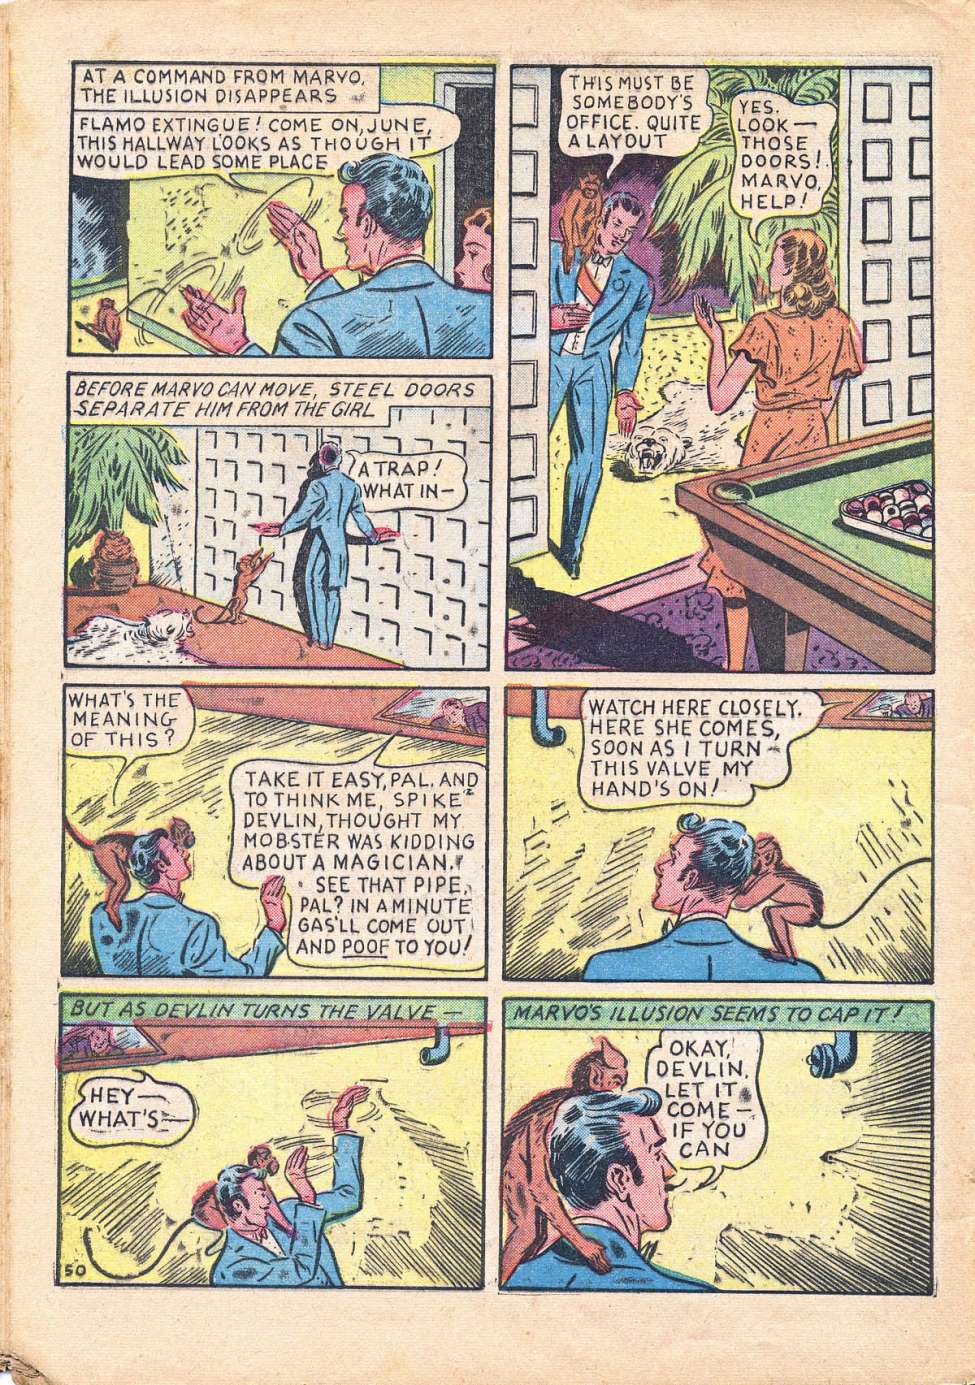 AT A COMMAND FROM MARVO,
THE ILLUSION DISAPPEARS
FLAMO EXTINGUE! COME ON, JUNE,
THIS HALLWAY LOOKS AS THOUGH IT
WOULD LEAD SOME PLACE
THIS MUST BE
SOMEBODY'S
OFFICE. QUITE
A LAYOUT
YES.
LOOK—
THOSE
DOORS!
MARVO,
HELP!
BEFORE MARVO CAN MOVE, STEEL DOORS
SEPARATE HIM FROM THE GIRL
A TRAP!
WHAT IN—
WHAT'S THE
MEANING
OF THIS?
TAKE IT EASY, PAL. AND
TO THINK ME, SPIKE
DEVLIN, THOUGHT MY
MOBSTER WAS KIDDING
ABOUT A MAGICIAN!
SEE THAT PIPE,
PAL? IN A MINUTE
GAS'LL COME OUT
AND POOF TO YOU!
WATCH HERE CLOSELY.
HERE SHE COMES,
SOON AS I TURN
THIS VALVE MY
HAND'S ON!
BUT AS DEVLIN TURNS THE VALVE—
HEY—
WHAT'S—
50
MARVO'S ILLUSION SEEMS TO CAP IT!
OKAY,
DEVLIN.
LET IT
COME—
IF YOU
CAN